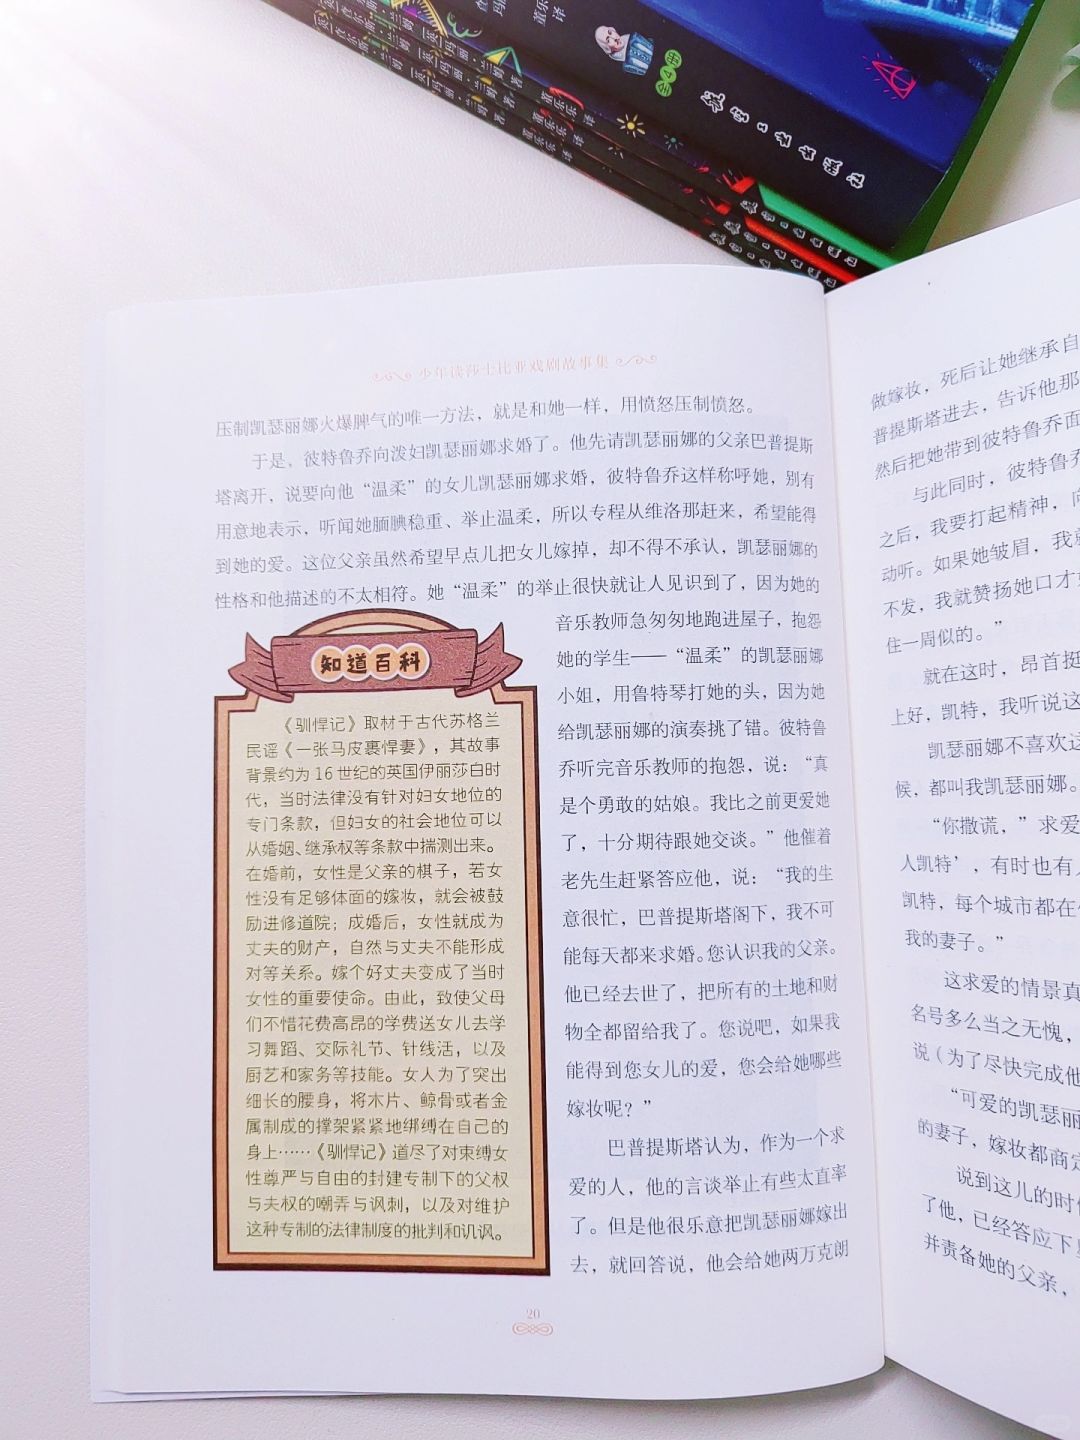 全4册
少年读莎士比亚戏剧故事集
压制凯瑟丽娜火爆脾气的唯一方法，就是和她一样，用愤怒压制愤怒。
于是，彼特鲁乔向泼妇凯瑟丽娜求婚了。他先请凯瑟丽娜的父亲巴普提斯
塔离开，说要向他“温柔”的女儿凯瑟丽娜求婚，彼特鲁乔这样称呼她，别有
用意地表示，听闻她腼腆稳重、举止温柔，所以专程从维洛那赶来，希望能得
到她的爱。这位父亲虽然希望早点儿把女儿嫁掉，却不得不承认，凯瑟丽娜的
性格和他描述的不太相符。她“温柔”的举止很快就让人见识到了，因为她的
音乐教师急匆匆地跑进屋子，抱怨
她的学生——“温柔”的凯瑟丽娜
小姐，用鲁特琴打她的头，因为她
给凯瑟丽娜的演奏挑了错。彼特鲁
乔听完音乐教师的抱怨，说：“真
是个勇敢的姑娘。我比之前更爱她
了，十分期待跟她交谈。”他催着
老先生赶紧答应他，说：“我的生
意很忙，巴普提斯塔阁下，我不可
能每天都来求婚。您认识我的父亲。
他已经去世了，把所有的土地和财
物全都留给我了。您说吧，如果我
能得到您女儿的爱，您会给她哪些
嫁妆呢？”
巴普提斯塔认为，作为一个求
爱的人，他的言谈举止有些太直率
了。但是他很乐意把凯瑟丽娜嫁出
去，就回答说，他会给她两万克朗
知道百科
《驯悍记》取材于古代苏格兰
民谣《一张马皮裹悍妻》，其故事
背景约为16世纪的英国伊丽莎白时
代，当时法律没有针对妇女地位的
专门条款，但妇女的社会地位可以
从婚姻、继承权等条款中揣测出来。
在婚前，女性是父亲的棋子，若女
性没有足够体面的嫁妆，就会被鼓
励进修道院；成婚后，女性就成为
丈夫的财产，自然与丈夫不能形成
对等关系。嫁个好丈夫变成了当时
女性的重要使命。由此，致使父母
们不惜花费高昂的学费送女儿去学
习舞蹈、交际礼节、针线活，以及
厨艺和家务等技能。女人为了突出
细长的腰身，将木片、鲸骨或者金
属制成的撑架紧紧地绑缚在自己的
身上……《驯悍记》道尽了对束缚女
性尊严与自由的封建专制下的父权
与夫权的嘲弄与讽刺，以及对维护
这种专制的法律制度的批判和讥讽。
20
做嫁妆，死后让她继承自
普提斯塔进去，告诉他那
然后把她带到彼特鲁乔面
与此同时，彼特鲁乔
之后，我要打起精神，
动听。如果她皱眉，我就
不发，我就赞扬她口才
住一周似的。”
就在这时，昂首挺
上好，凯特，我听说这
凯瑟丽娜不喜欢这
候，都叫我凯瑟丽娜。
“你撒谎，”求爱
人凯特’，有时也有
凯特，每个城市都在
我的妻子。”
这求爱的情景真
名号多么当之无愧，
说（为了尽快完成他
“可爱的凯瑟丽
的妻子，嫁妆都商定
说到这儿的时候
了他，已经答应下
并责备她的父亲，